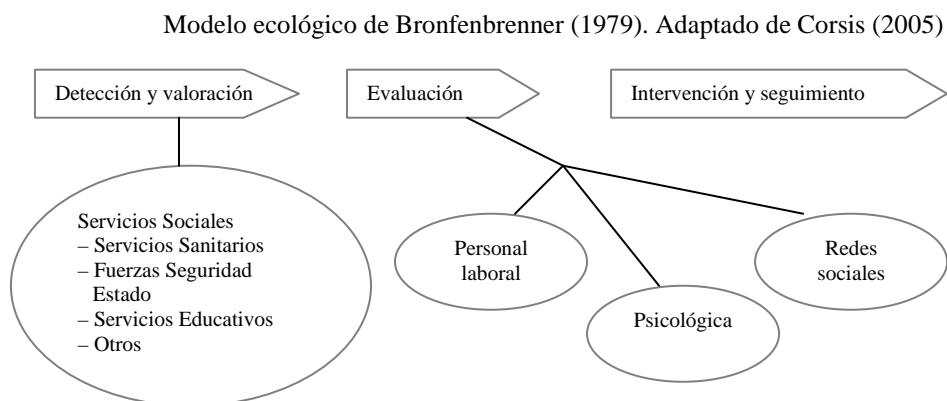 Modelo ecológico de Bronfenbrenner (1979). Adaptado de Corsis (2005)
Detección y valoración
Evaluación
Intervención y seguimiento
Servicios Sociales
– Servicios Sanitarios
– Fuerzas Seguridad
Estado
– Servicios Educativos
– Otros
Personal
laboral
Psicológica
Redes
sociales